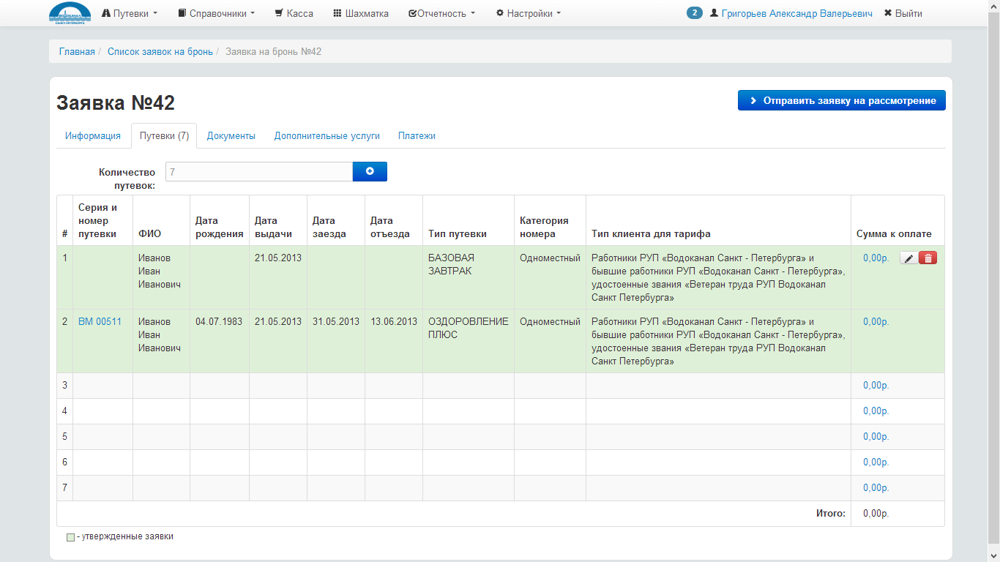 ВОДОКАНАЛ
САНКТ-ПЕТЕРБУРГА
Путевки Справочники Касса Шахматка Отчетность Настройки 2 Григорьев Александр Валерьевич Выйти
Главная / Список заявок на бронь / Заявка на бронь №42
Заявка №42
Отправить заявку на рассмотрение
Информация Путевки (7) Документы Дополнительные услуги Платежи
Количество
путевок:
7
# Серия и номер путевки ФИО Дата рождения Дата выдачи Дата заезда Дата отъезда Тип путевки Категория номера Тип клиента для тарифа Сумма к оплате
1 Иванов 21.05.2013 БАЗОВАЯ Одноместный Работники РУП «Водоканал Санкт - Петербурга» и 0,00р.
Иван ЗАВТРАК бывшие работники РУП «Водоканал Санкт - Петербурга»,
Иванович удостоенные звания «Ветеран труда РУП Водоканал
Санкт Петербурга»
2 ВМ 00511 Иванов 04.07.1983 21.05.2013 31.05.2013 13.06.2013 ОЗДОРОВЛЕНИЕ Одноместный Работники РУП «Водоканал Санкт - Петербурга» и 0,00р.
Иван ПЛЮС бывшие работники РУП «Водоканал Санкт - Петербурга»,
Иванович удостоенные звания «Ветеран труда РУП Водоканал
Санкт Петербурга»
3 0,00р.
4 0,00р.
5 0,00р.
6 0,00р.
7 0,00р.
Итого: 0,00р.
- утвержденные заявки